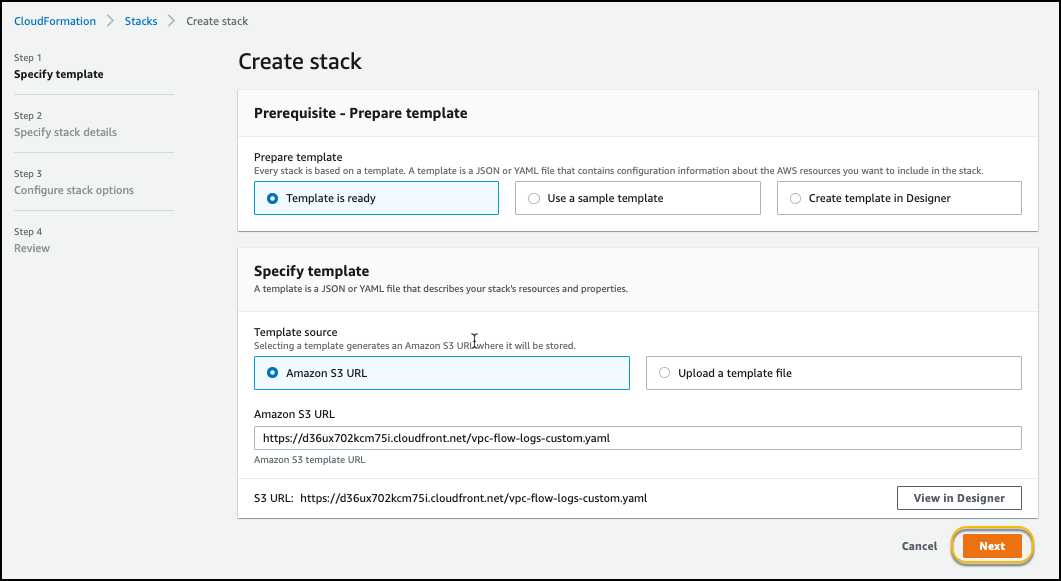 CloudFormation > Stacks > Create stack
Step 1
Specify template
Step 2
Specify stack details
Step 3
Configure stack options
Step 4
Review
Create stack
Prerequisite - Prepare template
Prepare template
Every stack is based on a template. A template is a JSON or YAML file that contains configuration information about the AWS resources you want to include in the stack.
Template is ready
Use a sample template
Create template in Designer
Specify template
A template is a JSON or YAML file that describes your stack's resources and properties.
Template source
Selecting a template generates an Amazon S3 URL where it will be stored.
Amazon S3 URL
Upload a template file
Amazon S3 URL
https://d36ux702kcm75i.cloudfront.net/vpc-flow-logs-custom.yaml
Amazon S3 template URL
S3 URL: https://d36ux702kcm75i.cloudfront.net/vpc-flow-logs-custom.yaml
View in Designer
Cancel
Next